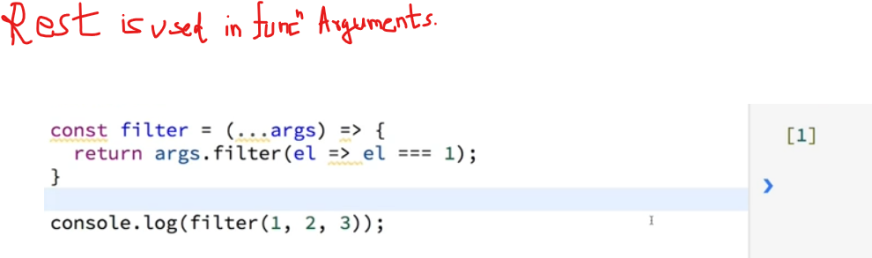 Rest is used in funcⁿ Arguments.
const filter = (...args) => {
  return args.filter(el => el === 1);
}
console.log(filter(1, 2, 3));
[1]